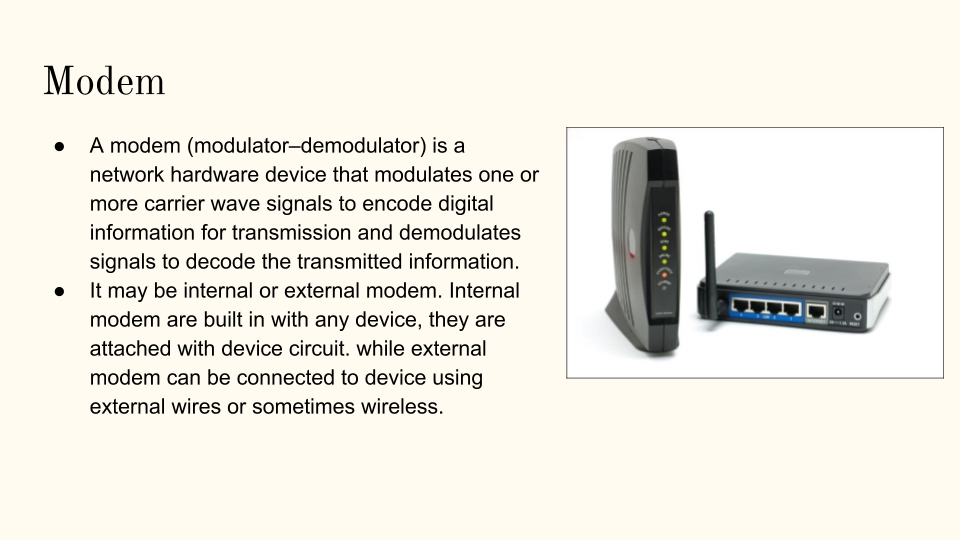 Modem
● A modem (modulator–demodulator) is a
network hardware device that modulates one or
more carrier wave signals to encode digital
information for transmission and demodulates
signals to decode the transmitted information.
● It may be internal or external modem. Internal
modem are built in with any device, they are
attached with device circuit. while external
modem can be connected to device using
external wires or sometimes wireless.